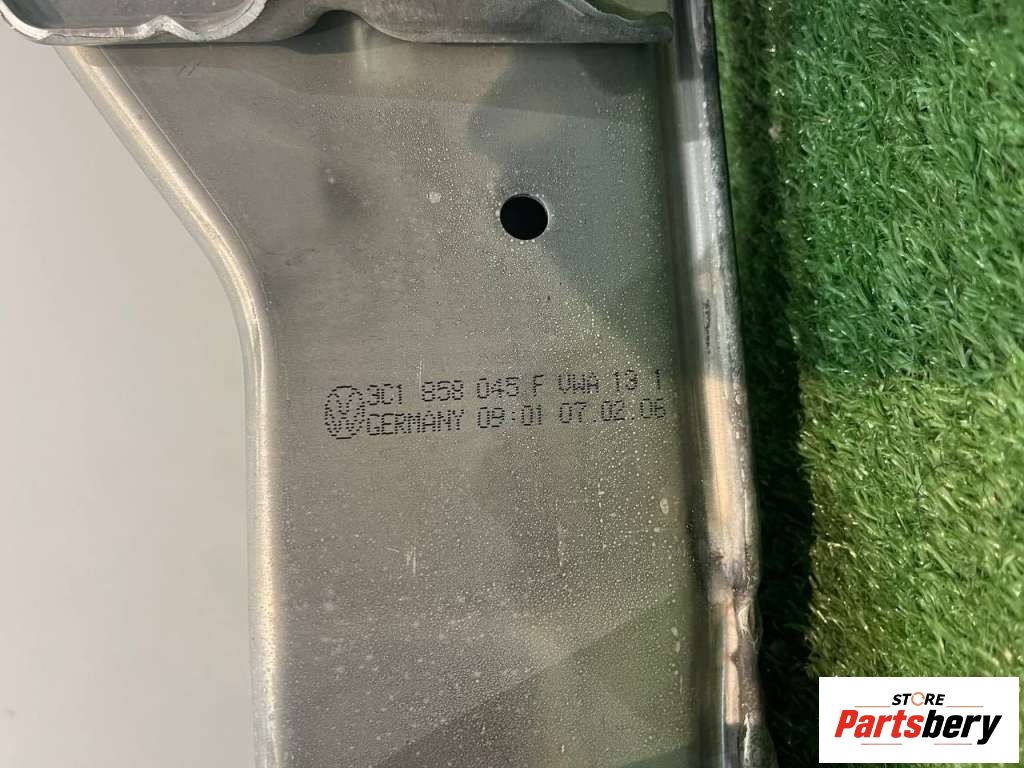 3C1 858 045 F VWA 19 1
GERMANY 09:01 07.02.06
STORE
Partsbery